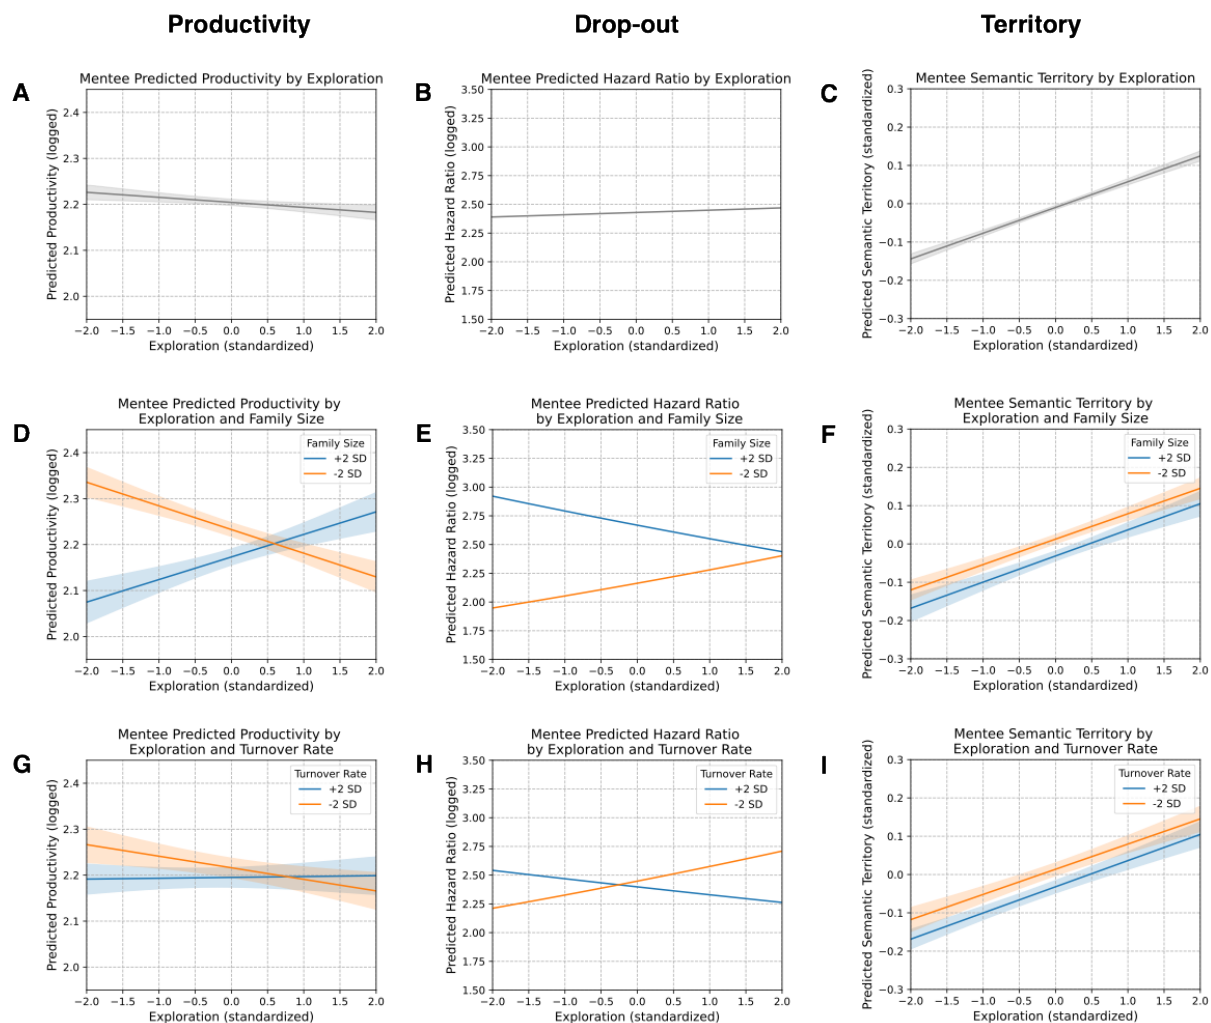 Productivity
Drop-out
Territory
A
Mentee Predicted Productivity by Exploration
Predicted Productivity (logged)
2.4
2.3
2.2
2.1
2.0
−2.0 −1.5 −1.0 −0.5 0.0 0.5 1.0 1.5 2.0
Exploration (standardized)
B
Mentee Predicted Hazard Ratio by Exploration
Predicted Hazard Ratio (logged)
3.50
3.25
3.00
2.75
2.50
2.25
2.00
1.75
1.50
−2.0 −1.5 −1.0 −0.5 0.0 0.5 1.0 1.5 2.0
Exploration (standardized)
C
Mentee Semantic Territory by Exploration
Predicted Semantic Territory (standardized)
0.3
0.2
0.1
0.0
−0.1
−0.2
−0.3
−2.0 −1.5 −1.0 −0.5 0.0 0.5 1.0 1.5 2.0
Exploration (standardized)
D
Mentee Predicted Productivity by
Exploration and Family Size
Predicted Productivity (logged)
2.4
2.3
2.2
2.1
2.0
Family Size
+2 SD
-2 SD
−2.0 −1.5 −1.0 −0.5 0.0 0.5 1.0 1.5 2.0
Exploration (standardized)
E
Mentee Predicted Hazard Ratio
by Exploration and Family Size
Predicted Hazard Ratio (logged)
3.50
3.25
3.00
2.75
2.50
2.25
2.00
1.75
1.50
Family Size
+2 SD
-2 SD
−2.0 −1.5 −1.0 −0.5 0.0 0.5 1.0 1.5 2.0
Exploration (standardized)
F
Mentee Semantic Territory by
Exploration and Family Size
Predicted Semantic Territory (standardized)
0.3
0.2
0.1
0.0
−0.1
−0.2
−0.3
Family Size
+2 SD
-2 SD
−2.0 −1.5 −1.0 −0.5 0.0 0.5 1.0 1.5 2.0
Exploration (standardized)
G
Mentee Predicted Productivity by
Exploration and Turnover Rate
Predicted Productivity (logged)
2.4
2.3
2.2
2.1
2.0
Turnover Rate
+2 SD
-2 SD
−2.0 −1.5 −1.0 −0.5 0.0 0.5 1.0 1.5 2.0
Exploration (standardized)
H
Mentee Predicted Hazard Ratio
by Exploration and Turnover Rate
Predicted Hazard Ratio (logged)
3.50
3.25
3.00
2.75
2.50
2.25
2.00
1.75
1.50
Turnover Rate
+2 SD
-2 SD
−2.0 −1.5 −1.0 −0.5 0.0 0.5 1.0 1.5 2.0
Exploration (standardized)
I
Mentee Semantic Territory by
Exploration and Turnover Rate
Predicted Semantic Territory (standardized)
0.3
0.2
0.1
0.0
−0.1
−0.2
−0.3
Turnover Rate
+2 SD
-2 SD
−2.0 −1.5 −1.0 −0.5 0.0 0.5 1.0 1.5 2.0
Exploration (standardized)